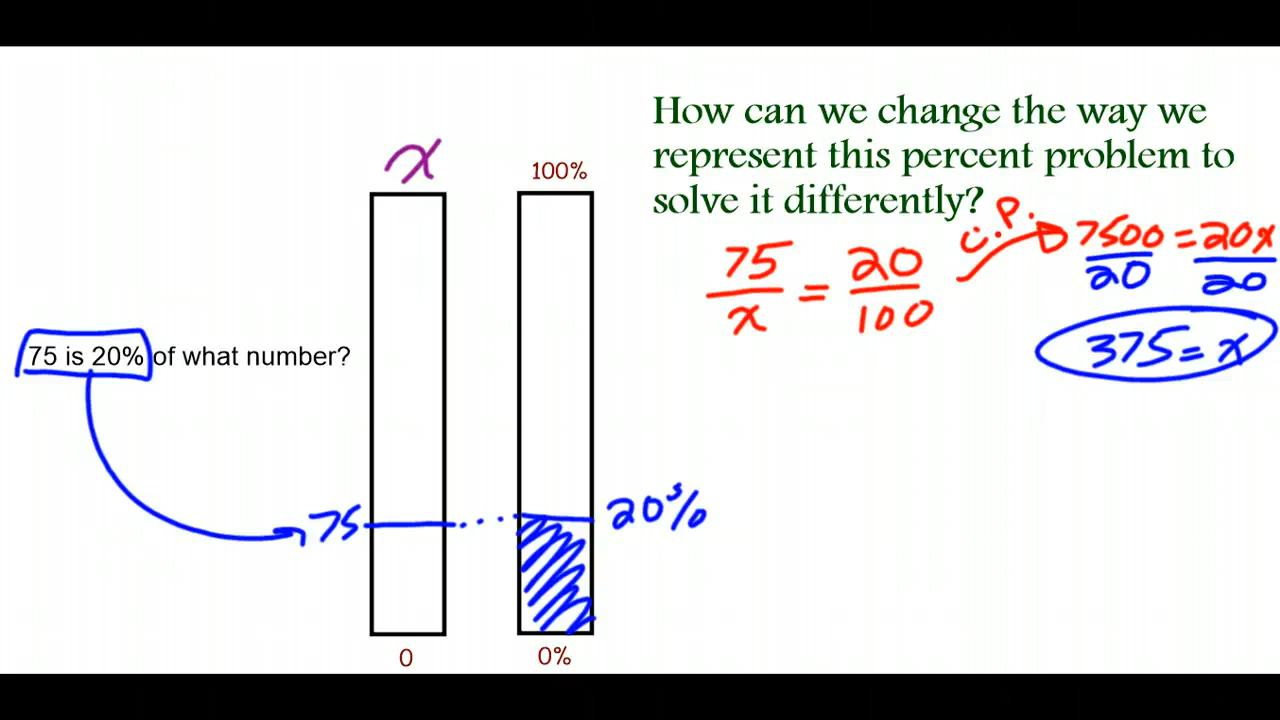 How can we change the way we
represent this percent problem to
solve it differently?
x
100%
75/x = 20/100
C.P.
7500/20 = 20x/20
375 = x
75 is 20% of what number?
75
20%
0
0%